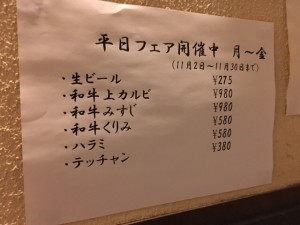 平日フェア開催中 月〜金
(11月2日〜11月30日まで)
・生ビール ¥275
・和牛上カルビ ¥980
・和牛みすじ ¥980
・和牛くりみ ¥580
・ハラミ ¥580
・テッチャン ¥380